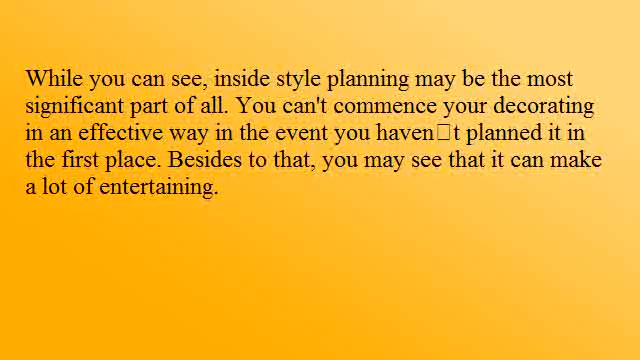 While you can see, inside style planning may be the most
significant part of all. You can't commence your decorating
in an effective way in the event you haven□t planned it in
the first place. Besides to that, you may see that it can make
a lot of entertaining.